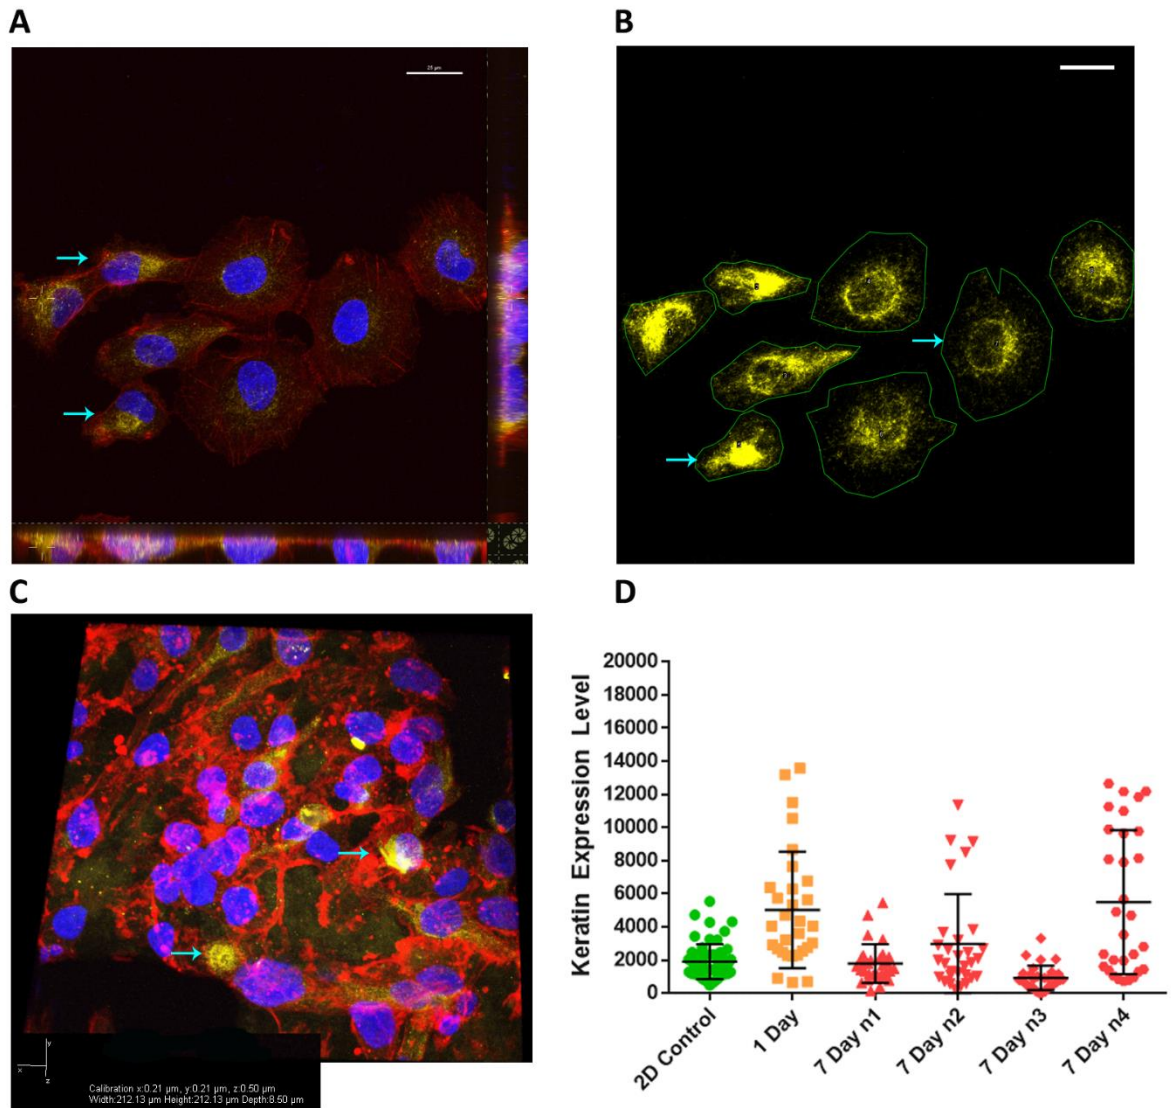 A
B
25 µm
C
D
Calibration x:0.21 µm, y:0.21 µm, z:0.50 µm
Width:212.13 µm Height:212.13 µm Depth:8.50 µm
x
y
z
Keratin Expression Level
20000
18000
16000
14000
12000
10000
8000
6000
4000
2000
0
2D Control
1 Day
7 Day n1
7 Day n2
7 Day n3
7 Day n4